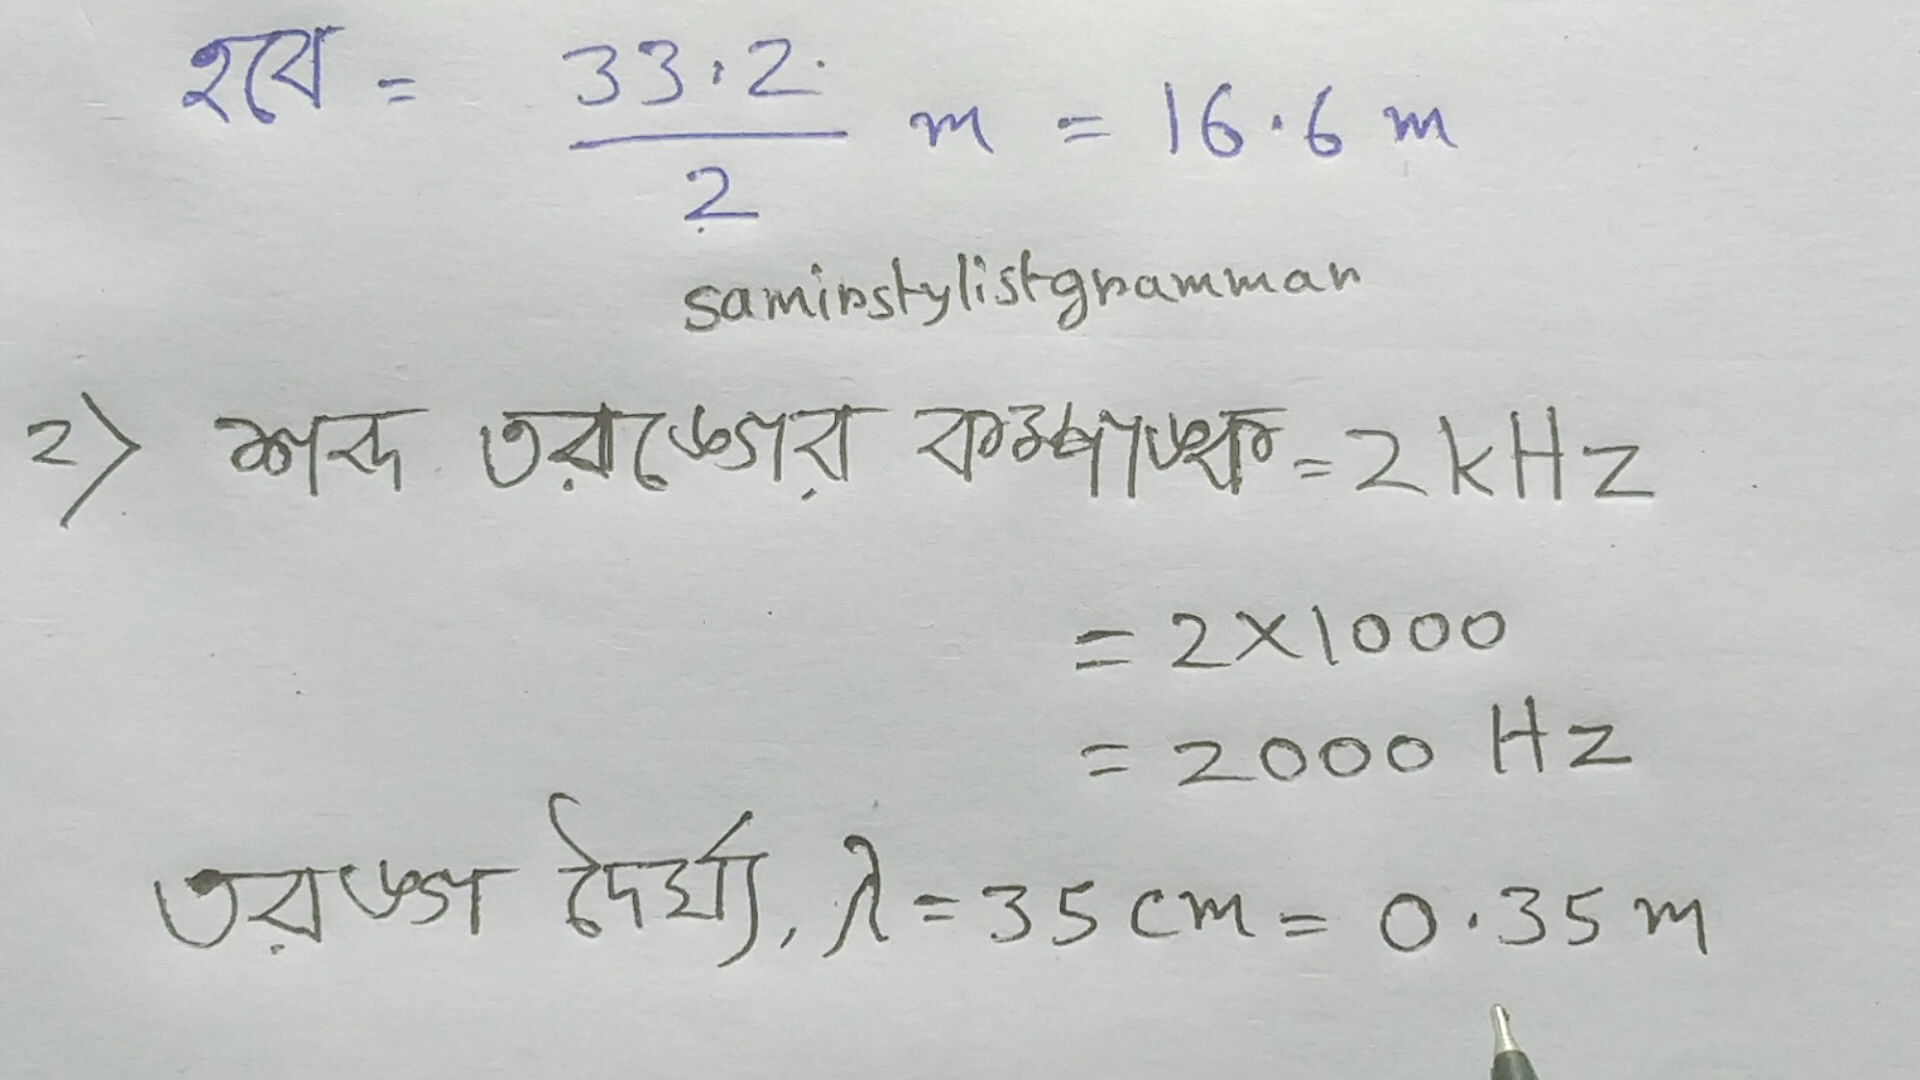 হবে = 33.2 / 2 m = 16.6 m
saminstylistgrammar
2) শব্দ তরঙ্গের কম্পাঙ্ক = 2 kHz
= 2×1000
= 2000 Hz
তরঙ্গ দৈর্ঘ্য, λ = 35 cm = 0.35 m